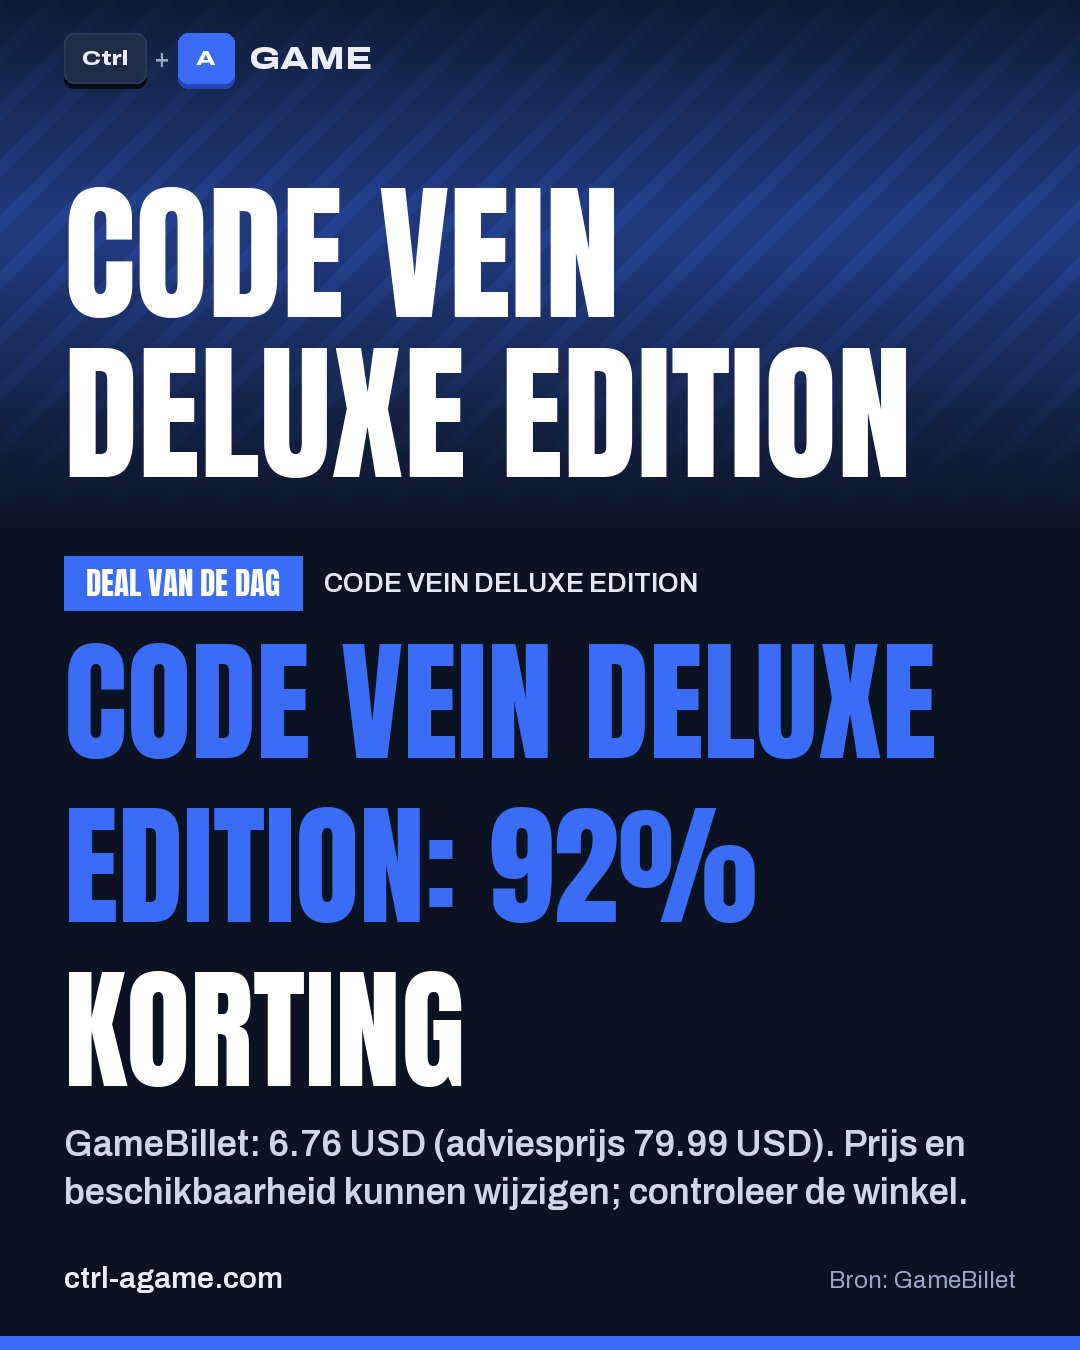 Ctrl + A GAME
CODE VEIN
DELUXE EDITION
DEAL VAN DE DAG CODE VEIN DELUXE EDITION
CODE VEIN DELUXE
EDITION: 92%
KORTING
GameBillet: 6.76 USD (adviesprijs 79.99 USD). Prijs en
beschikbaarheid kunnen wijzigen; controleer de winkel.
ctrl-agame.com Bron: GameBillet